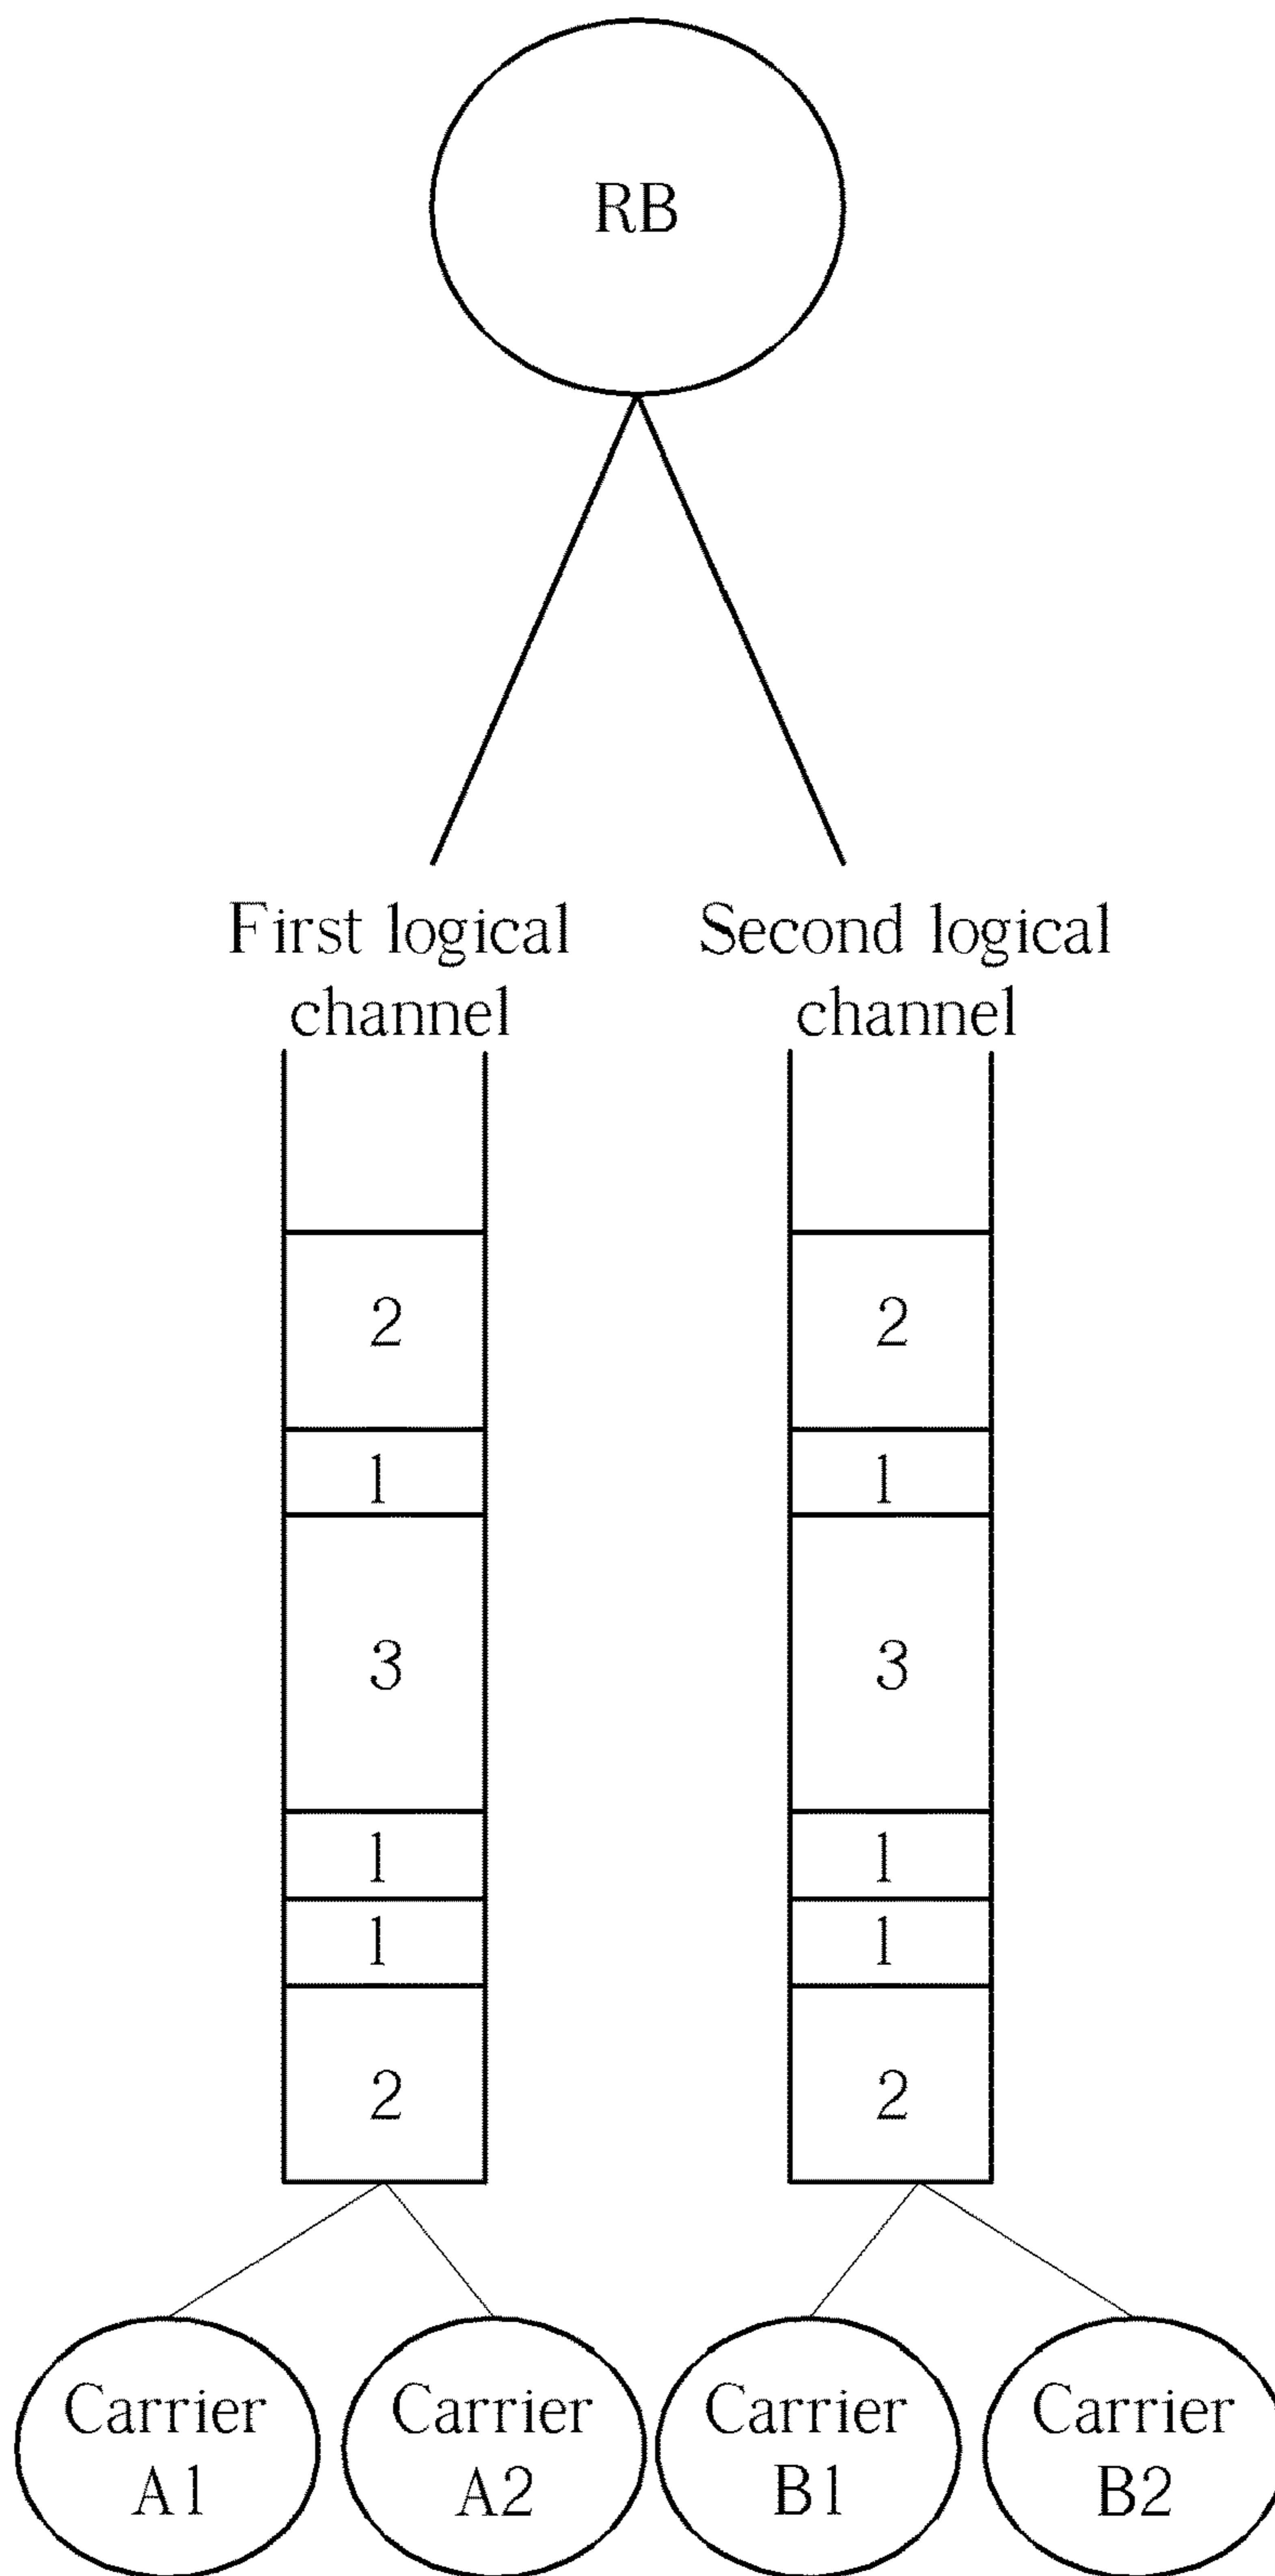 RB
First logical
channel
Second logical
channel
2
1
3
1
1
2
2
1
3
1
1
2
Carrier
A1
Carrier
A2
Carrier
B1
Carrier
B2